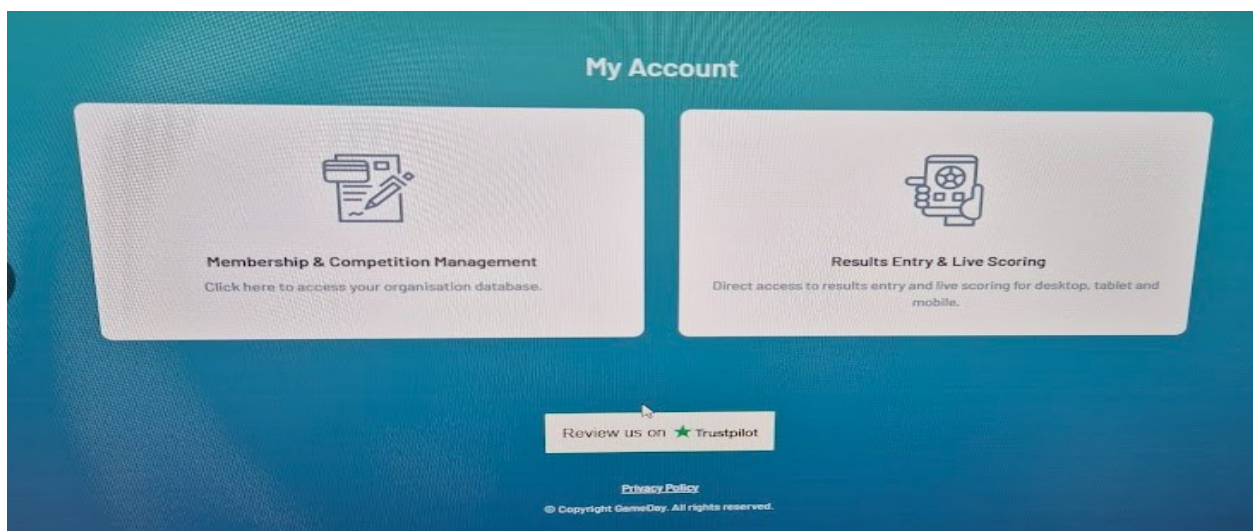 My Account
Membership & Competition Management
Click here to access your organisation database.
Results Entry & Live Scoring
Direct access to results entry and live scoring for desktop, tablet and
mobile.
Review us on ★ Trustpilot
Privacy Policy
© Copyright GameDay. All rights reserved.